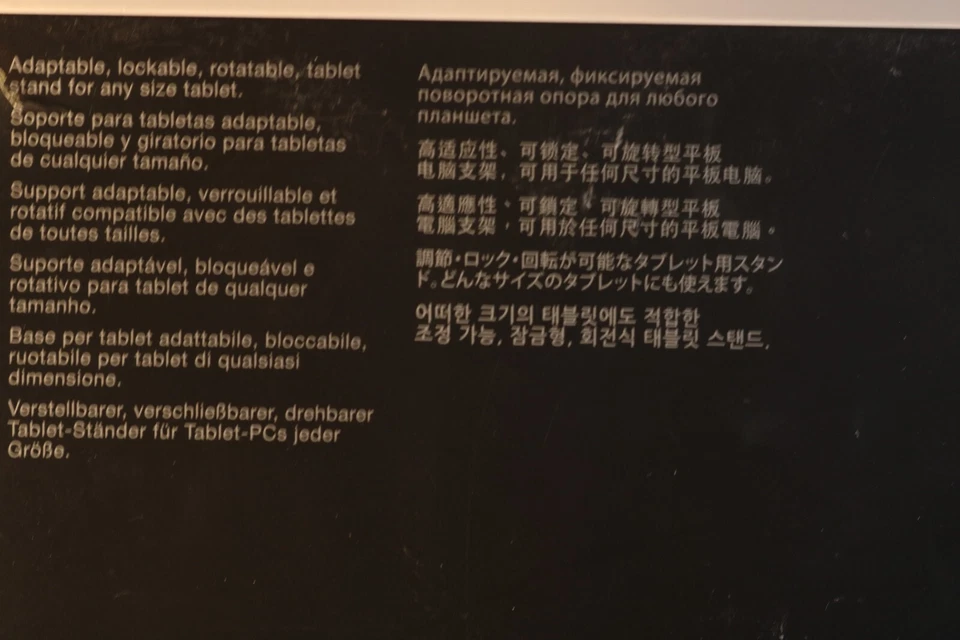 Adaptable, lockable, rotatable, tablet
stand for any size tablet.
Soporte para tabletas adaptable,
bloqueable y giratorio para tabletas
de cualquier tamaño.
Support adaptable, verrouillable et
rotatif compatible avec des tablettes
de toutes tailles.
Suporte adaptável, bloqueável e
rotativo para tablet de qualquer
tamanho.
Base per tablet adattabile, bloccabile,
ruotabile per tablet di qualsiasi
dimensione.
Verstellbarer, verschließbarer, drehbarer
Tablet-Ständer für Tablet-PCs jeder
Größe.
Адаптируемая, фиксируемая
поворотная опора для любого
планшета.
高适应性、可锁定、可旋转型平板
电脑支架，可用于任何尺寸的平板电脑。
高適應性、可鎖定、可旋轉型平板
電腦支架，可用於任何尺寸的平板電腦。
調節・ロック・回転が可能なタブレット用スタン
ド。どんなサイズのタブレットにも使えます。
어떠한 크기의 태블릿에도 적합한
조정 가능, 잠금형, 회전식 태블릿 스탠드.